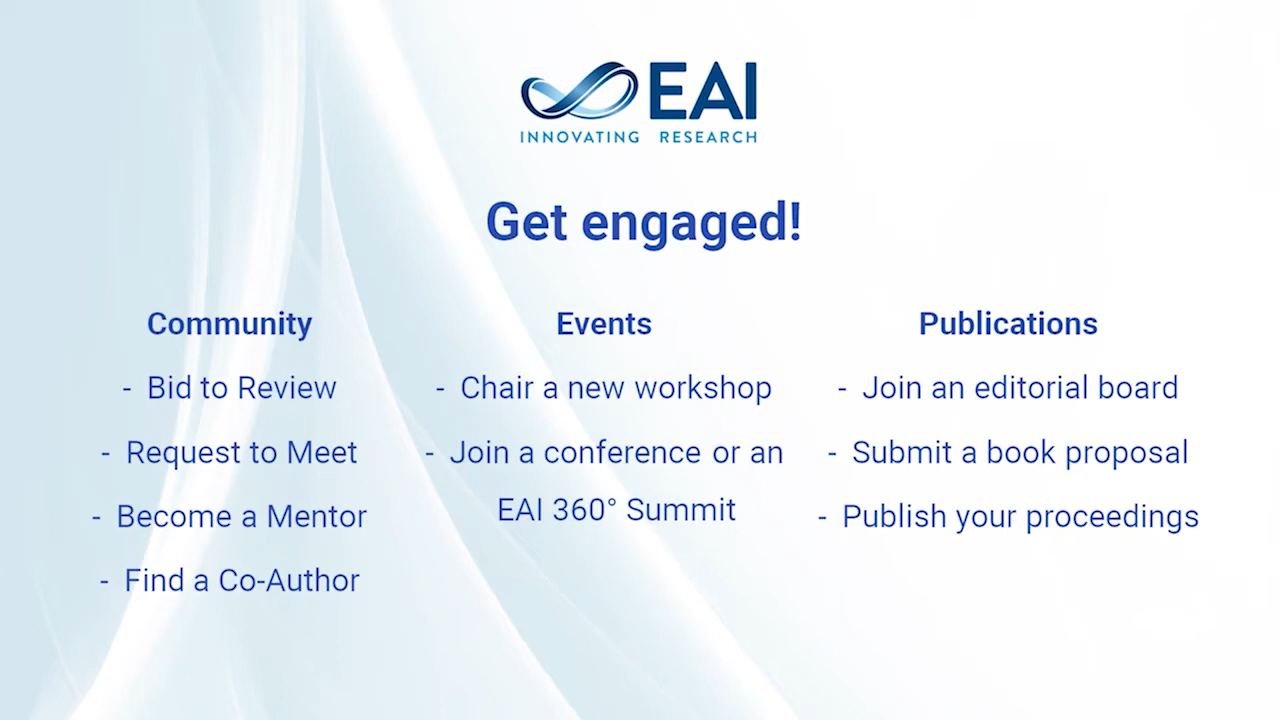 EAI
INNOVATING RESEARCH
Get engaged!
Community
- Bid to Review
- Request to Meet
- Become a Mentor
- Find a Co-Author
Events
- Chair a new workshop
- Join a conference or an
EAI 360° Summit
Publications
- Join an editorial board
- Submit a book proposal
- Publish your proceedings